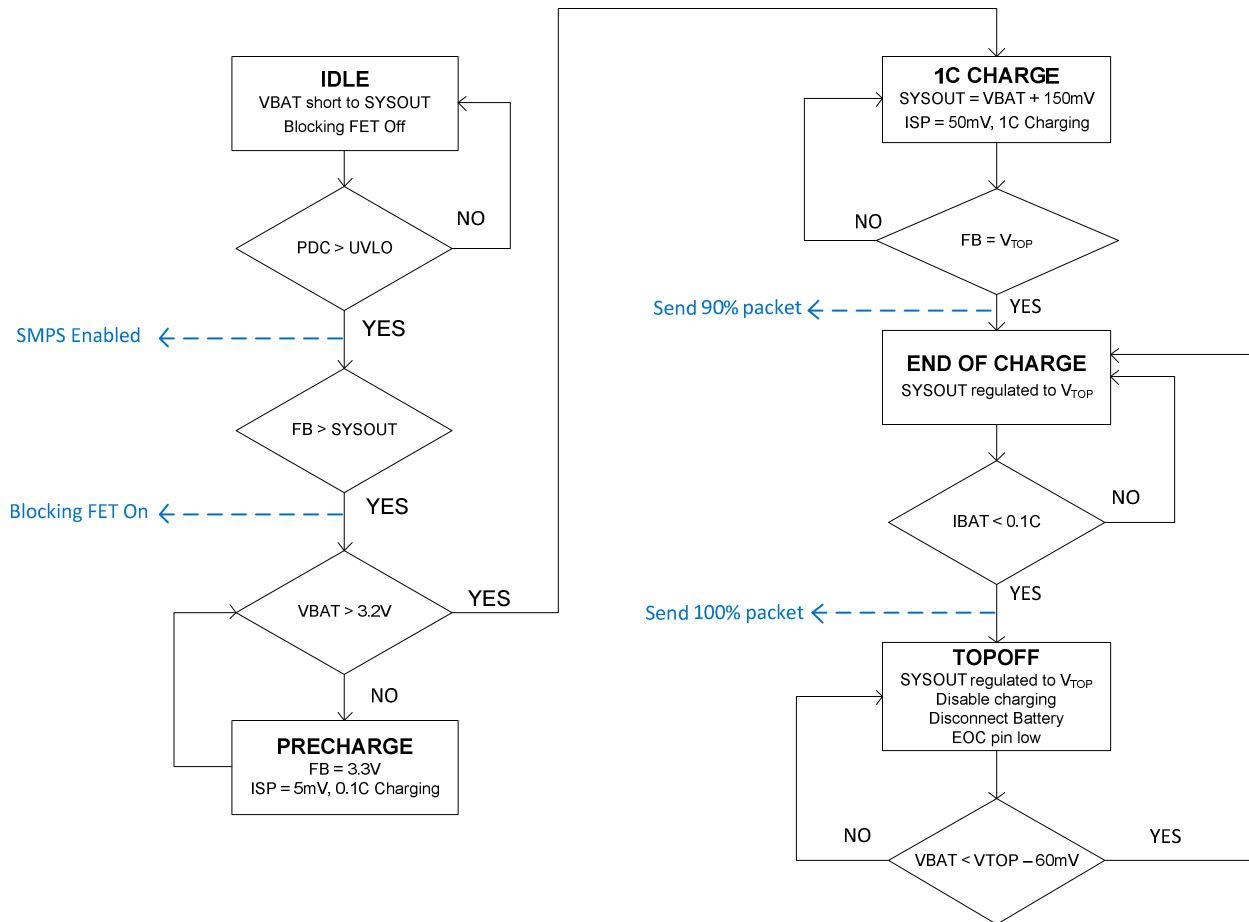 IDLE
VBAT short to SYSOUT
Blocking FET Off
NO
PDC > UVLO
YES
SMPS Enabled
FB > SYSOUT
YES
Blocking FET On
VBAT > 3.2V
YES
NO
PRECHARGE
FB = 3.3V
ISP = 5mV, 0.1C Charging
1C CHARGE
SYSOUT = VBAT + 150mV
ISP = 50mV, 1C Charging
NO
FB = VTOP
YES
Send 90% packet
END OF CHARGE
SYSOUT regulated to VTOP
NO
IBAT < 0.1C
YES
Send 100% packet
TOPOFF
SYSOUT regulated to VTOP
Disable charging
Disconnect Battery
EOC pin low
NO
YES
VBAT < VTOP – 60mV